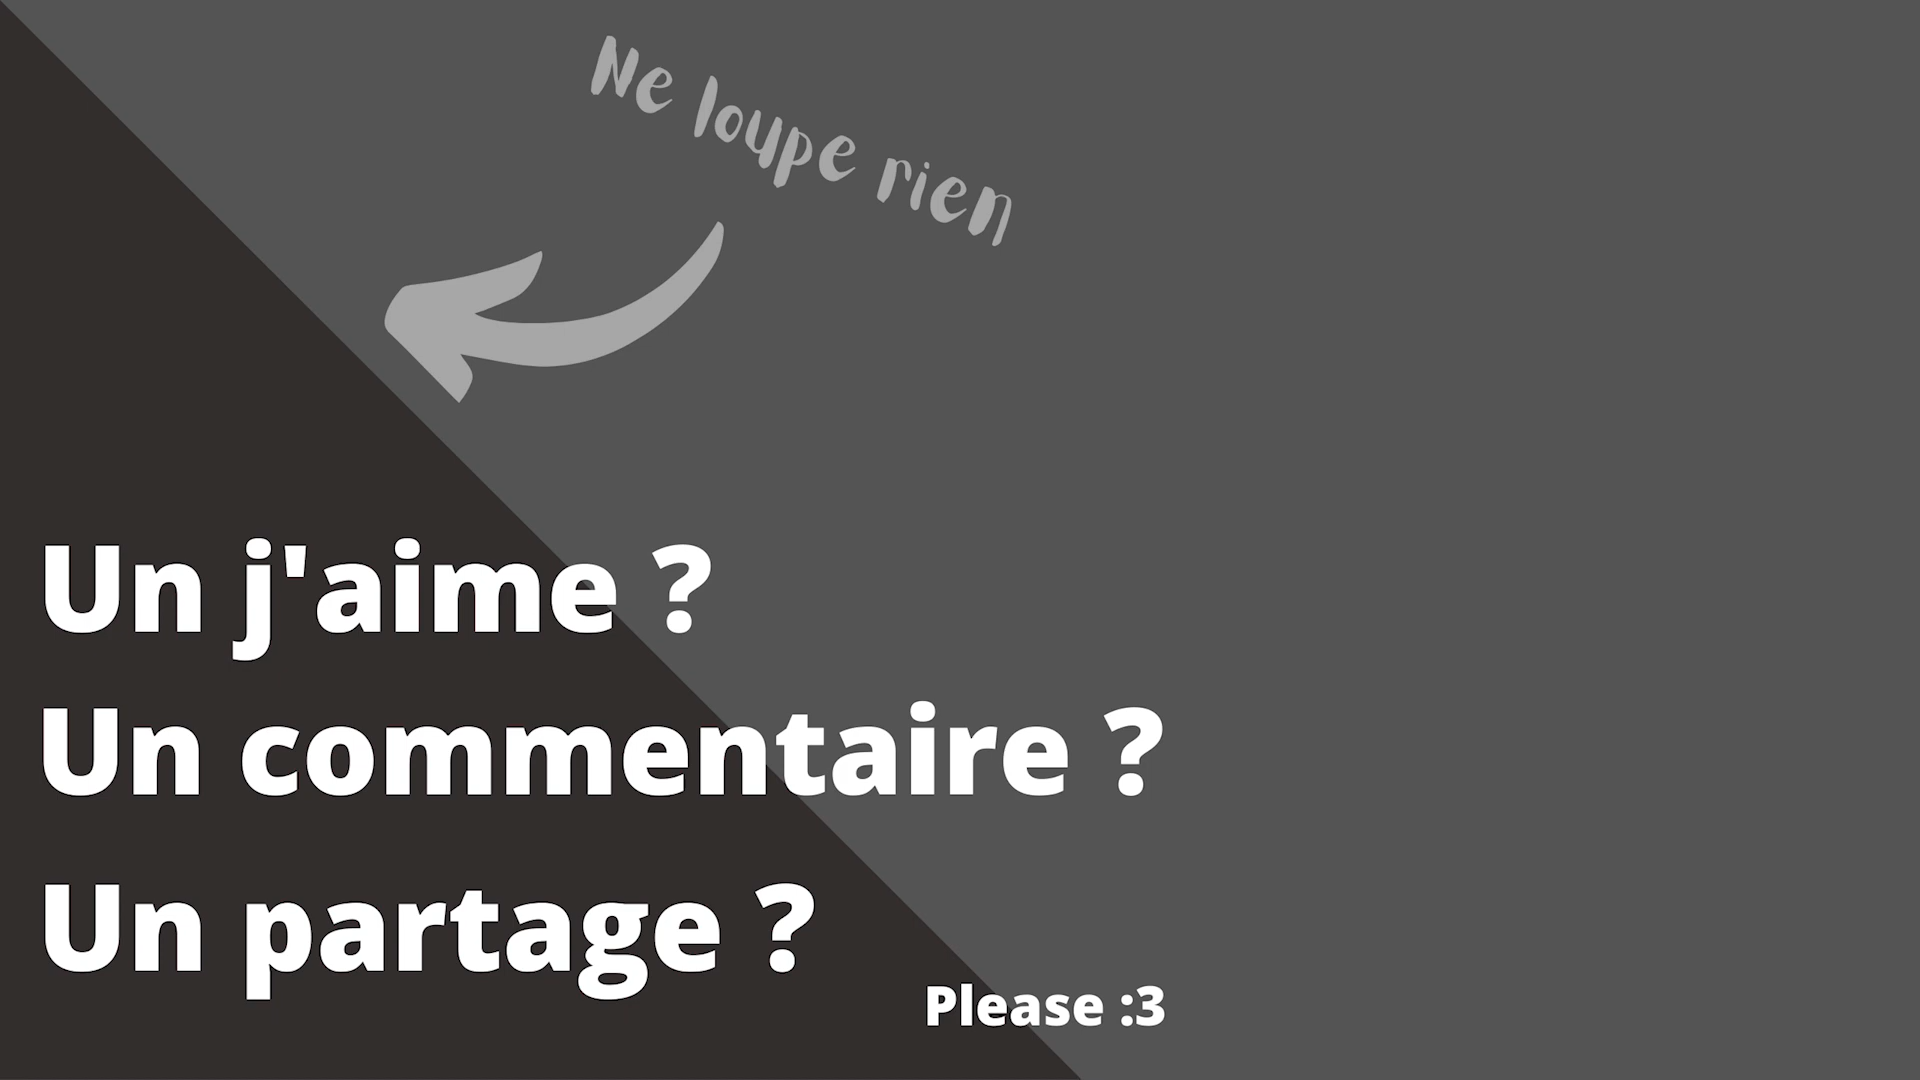 Ne loupe rien
Un j'aime ?
Un commentaire ?
Un partage ?
Please :3